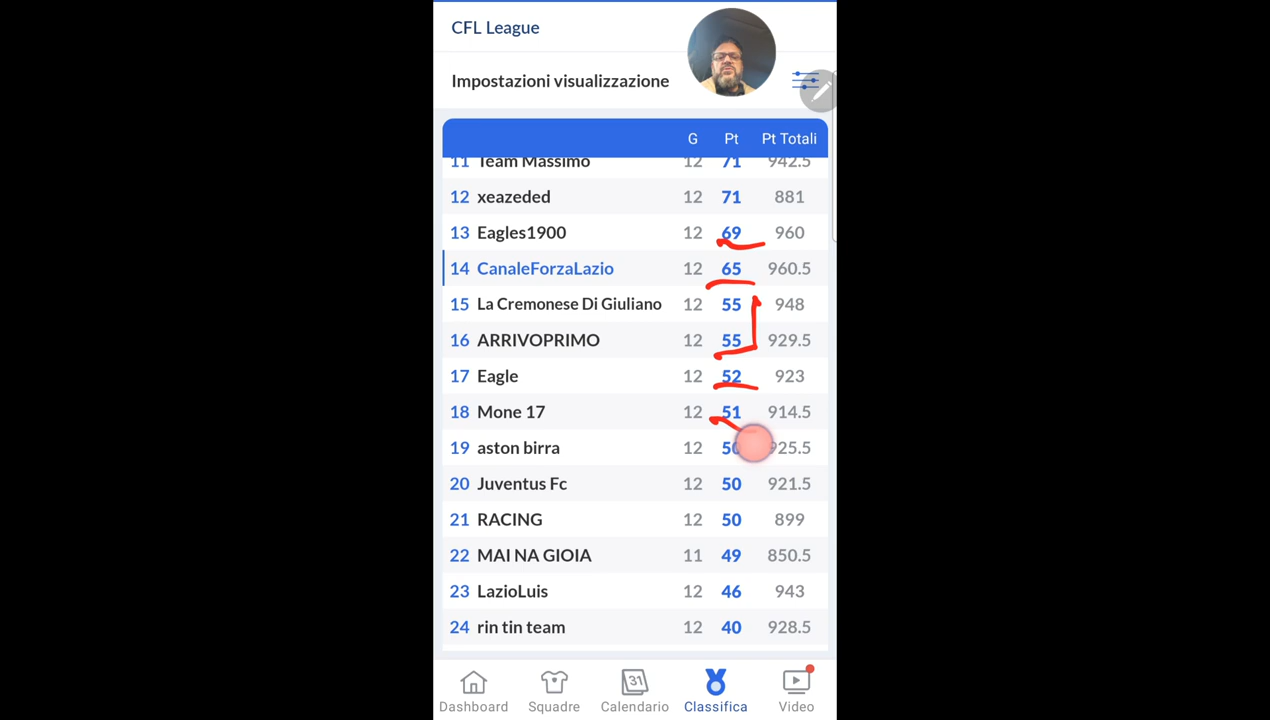 CFL League
Impostazioni visualizzazione
G Pt Pt Totali
11 Team Massimo 12 71 942.5
12 xeazeded 12 71 881
13 Eagles1900 12 69 960
14 CanaleForzaLazio 12 65 960.5
15 La Cremonese Di Giuliano 12 55 948
16 ARRIVOPRIMO 12 55 929.5
17 Eagle 12 52 923
18 Mone 17 12 51 914.5
19 aston birra 12 50 925.5
20 Juventus Fc 12 50 921.5
21 RACING 12 50 899
22 MAI NA GIOIA 11 49 850.5
23 LazioLuis 12 46 943
24 rin tin team 12 40 928.5
31
Dashboard Squadre Calendario Classifica Video